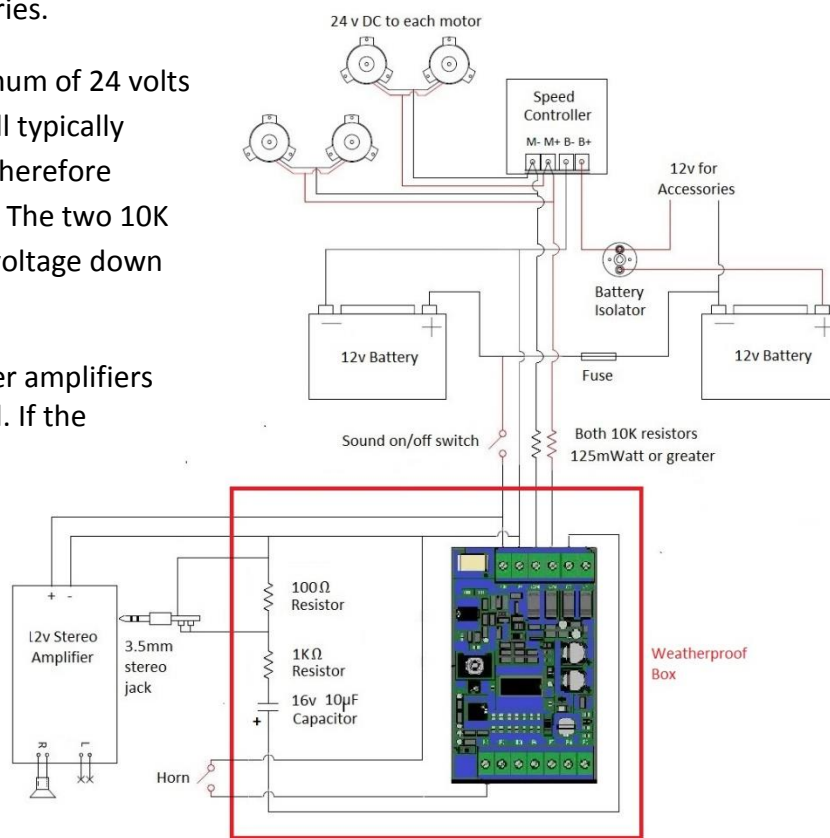 ries.
num of 24 volts
ll typically
herefore
The two 10K
voltage down
er amplifiers
l. If the
24 v DC to each motor
Speed
Controller
M- M+ B- B+
12v for
Accessories
Battery
Isolator
12v Battery
Fuse
12v Battery
Sound on/off switch
Both 10K resistors
125mWatt or greater
100Ω
Resistor
1KΩ
Resistor
16v 10µF
Capacitor
+
+ -
12v Stereo
Amplifier
3.5mm
stereo
jack
R L
Horn
Weatherproof
Box